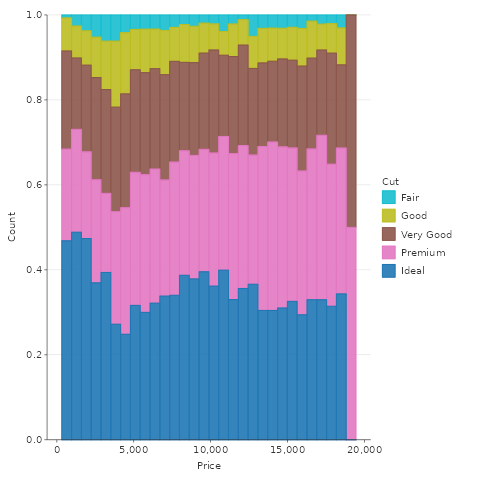 1.0
0.8
0.6
0.4
0.2
0.0
Count
0
5,000
10,000
15,000
20,000
Price
Cut
Fair
Good
Very Good
Premium
Ideal